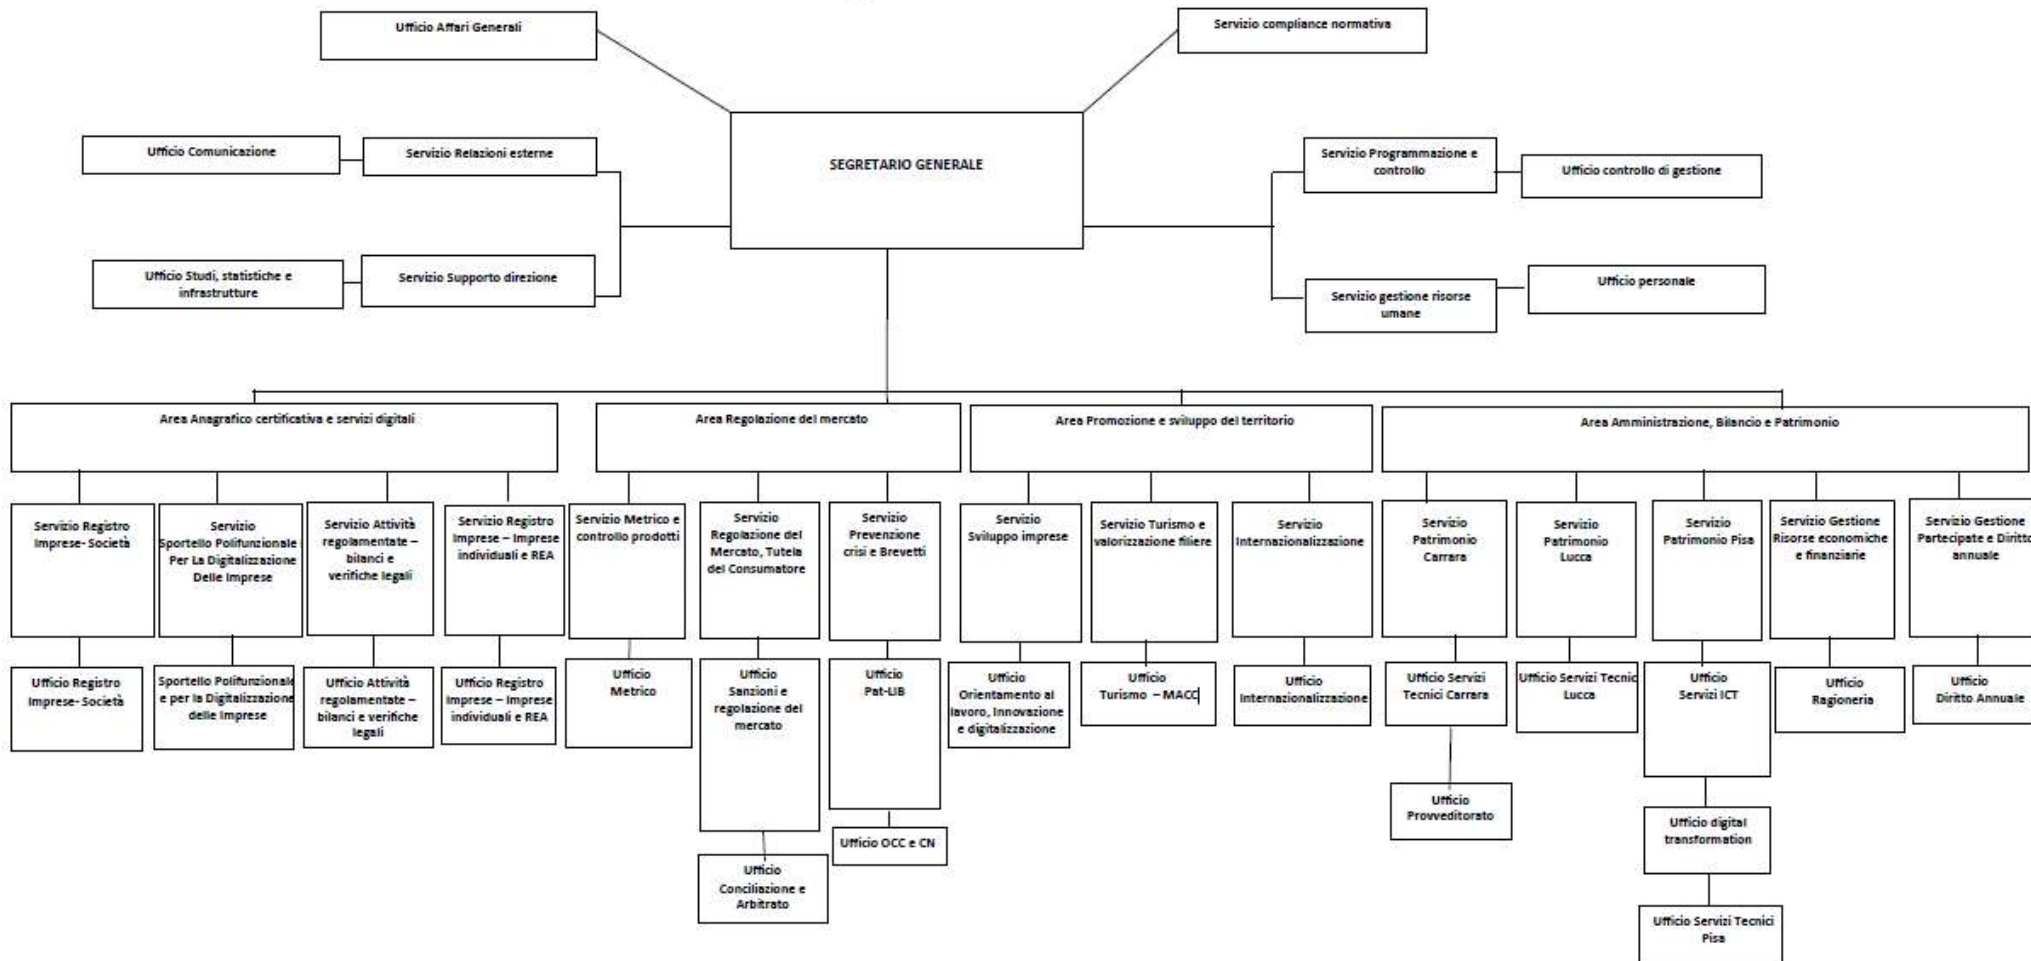 Ufficio Affari Generali
Servizio compliance normativa
Ufficio Comunicazione
Servizio Relazioni esterne
SEGRETARIO GENERALE
Servizio Programmazione e
controllo
Ufficio controllo di gestione
Ufficio Studi, statistiche e
infrastrutture
Servizio Supporto direzione
Servizio gestione risorse
umane
Ufficio personale
Area Anagrafico certificativa e servizi digitali
Area Regolazione del mercato
Area Promozione e sviluppo del territorio
Area Amministrazione, Bilancio e Patrimonio
Servizio Registro
Imprese- Società
Servizio
Sportello Polifunzionale
Per La Digitalizzazione
Delle Imprese
Servizio Attività
regolamentate –
bilanci e
verifiche legali
Servizio Registro
Imprese – Imprese
individuali e REA
Servizio Metrico e
controllo prodotti
Servizio
Regolazione del
Mercato, Tutela
del Consumatore
Servizio
Prevenzione
crisi e Brevetti
Servizio
Sviluppo imprese
Servizio Turismo e
valorizzazione filiere
Servizio
Internazionalizzazione
Servizio
Patrimonio
Carrara
Servizio
Patrimonio
Lucca
Servizio
Patrimonio Pisa
Servizio Gestione
Risorse economiche
e finanziarie
Servizio Gestione
Partecipate e Diritto
annuale
Ufficio Registro
Imprese- Società
Sportello Polifunzionale
e per la Digitalizzazione
delle Imprese
Ufficio Attività
regolamentate –
bilanci e verifiche
legali
Ufficio Registro
Imprese – Imprese
individuali e REA
Ufficio
Metrico
Ufficio
Sanzioni e
regolazione del
mercato
Ufficio
Pat-LIB
Ufficio
Orientamento al
lavoro, Innovazione
e digitalizzazione
Ufficio
Turismo – MACC
Ufficio
Internazionalizzazione
Ufficio Servizi
Tecnici Carrara
Ufficio Servizi Tecnic
Lucca
Ufficio
Servizi ICT
Ufficio
Ragioneria
Ufficio
Diritto Annuale
Ufficio
Provveditorato
Ufficio digital
transformation
Ufficio OCC e CN
Ufficio
Conciliazione e
Arbitrato
Ufficio Servizi Tecnici
Pisa